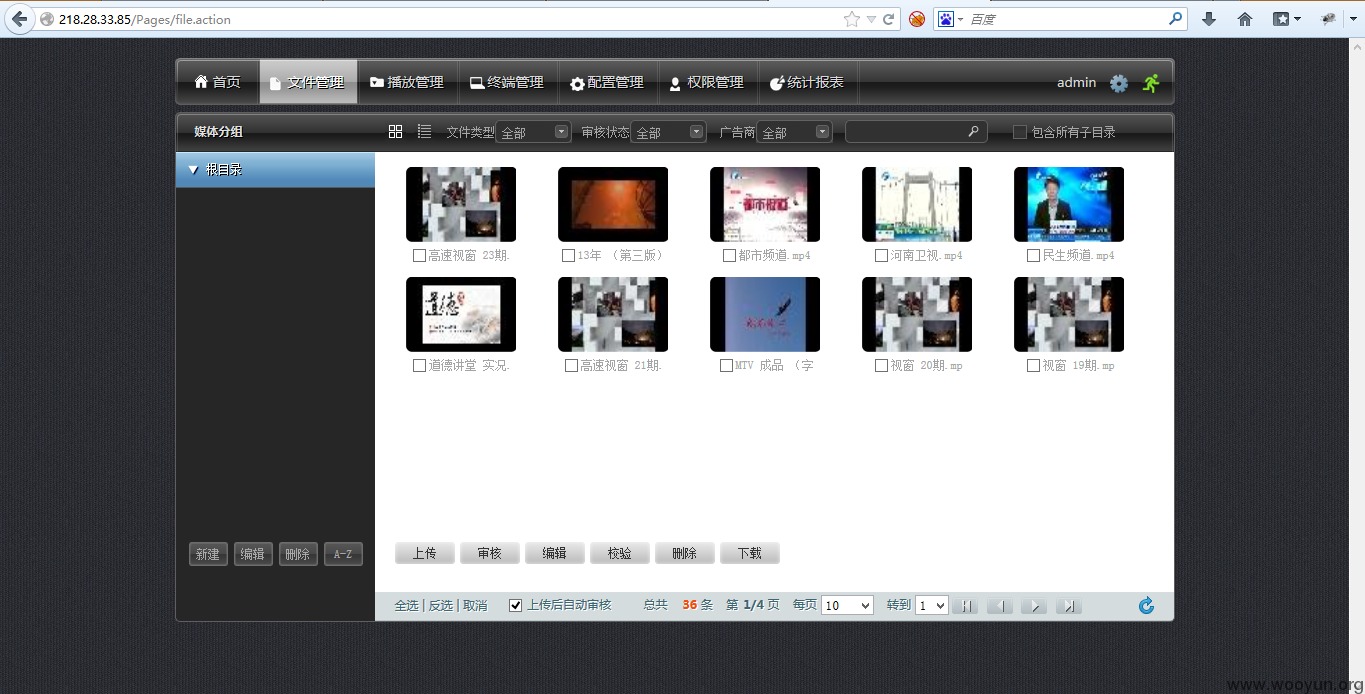 218.28.33.85/Pages/file.action
百度
首页 文件管理 播放管理 终端管理 配置管理 权限管理 统计报表 admin
媒体分组 文件类型 全部 审核状态 全部 广告商 全部 包含所有子目录
根目录
高速视窗 23期. 13年 （第三版） 都市频道.mp4 河南卫视.mp4 民生频道.mp4
道德讲堂 实况. 高速视窗 21期. MTV 成品 （字 视窗 20期.mp 视窗 19期.mp
新建 编辑 删除 A-Z 上传 审核 编辑 校验 删除 下载
全选 | 反选 | 取消 上传后自动审核 总共 36 条 第 1/4 页 每页 10 转到 1
www.wooyun.org